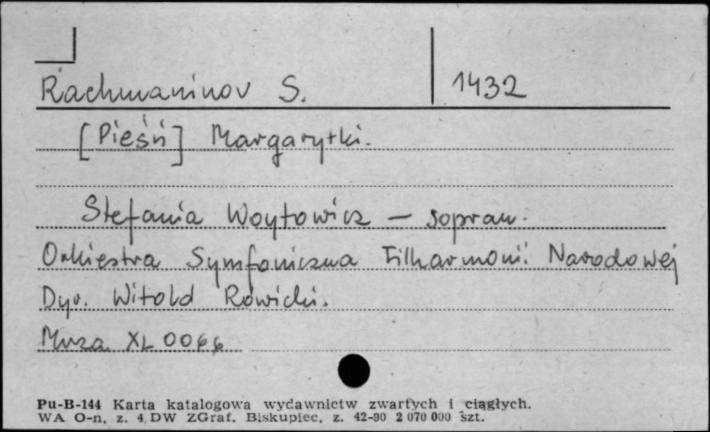 Rachmaninov S. 1432
[Pieśń] Margarytki.
Stefania Woytowicz — sopran.
Orkiestra Symfoniczna Filharmonii Narodowej
Dyr. Witold Rowicki.
Muza XL 0066
Pu-B-144 Karta katalogowa wydawnictw zwartych i ciągłych.
WA O-n, z. 4 DW ZGraf. Biskupiec, z. 42-90 2 070 000 szt.